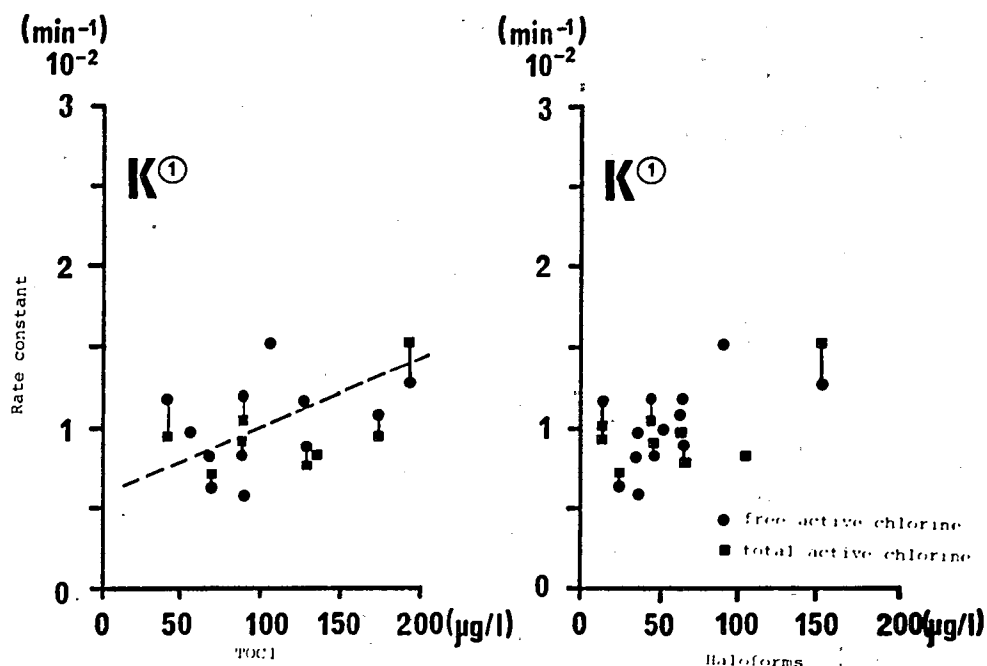 (min⁻¹)
10⁻²
3
2
1
0
K①
Rate constant
0 50 100 150 200(µg/l)
TOCl
(min⁻¹)
10⁻²
3
2
1
0
K①
● free active chlorine
■ total active chlorine
0 50 100 150 200(µg/l)
Haloforms